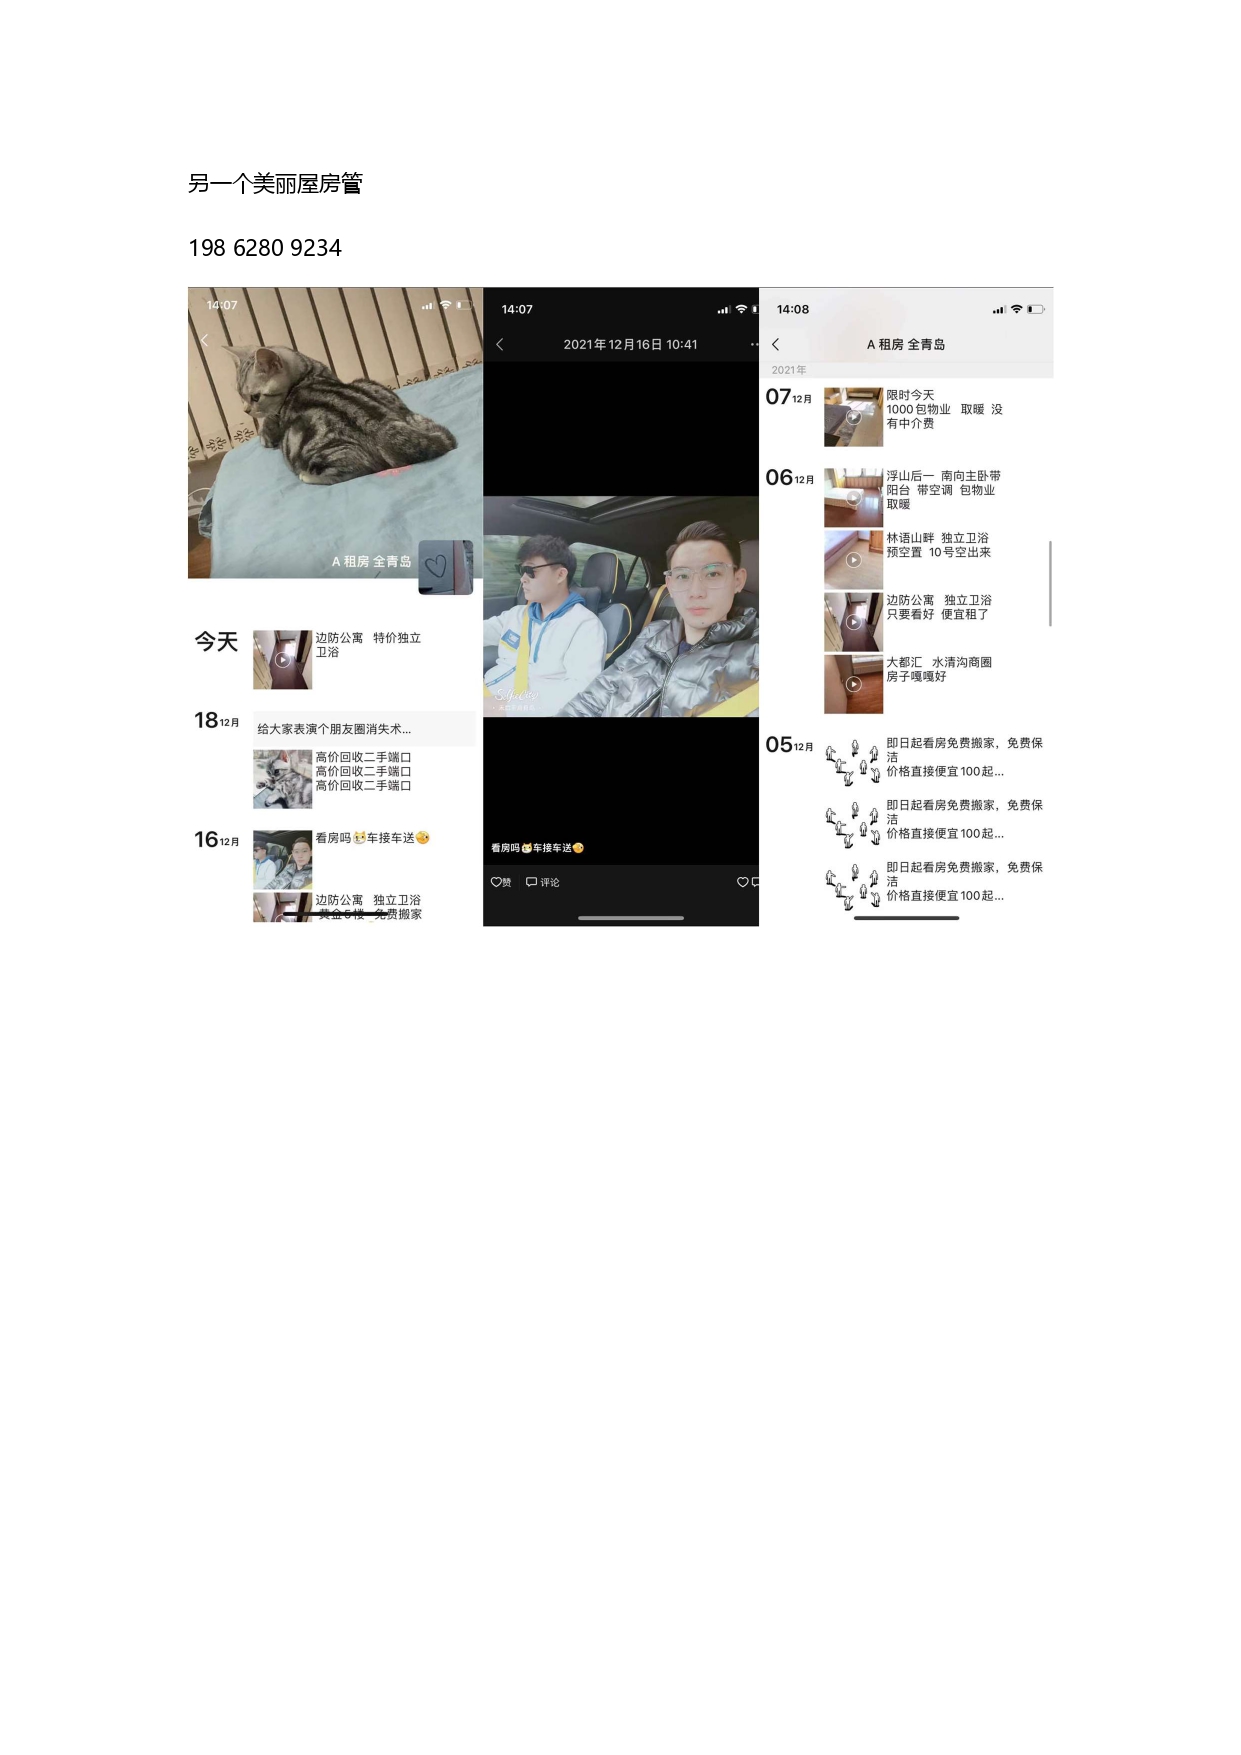 另一个美丽屋房管
198 6280 9234
14:07
A 租房 全青岛
今天
边防公寓 特价独立
卫浴
18 12月
给大家表演个朋友圈消失术...
高价回收二手端口
高价回收二手端口
高价回收二手端口
16 12月
看房吗🐱车接车送🤕
边防公寓 独立卫浴
黄金5楼 免费搬家
14:07
2021年12月16日 10:41
看房吗🐱车接车送🤕
赞 评论
14:08
A 租房 全青岛
2021年
07 12月
限时今天
1000包物业 取暖 没
有中介费
06 12月
浮山后一 南向主卧带
阳台 带空调 包物业
取暖
林语山畔 独立卫浴
预空置 10号空出来
边防公寓 独立卫浴
只要看好 便宜租了
大都汇 水清沟商圈
房子嘎嘎好
05 12月
即日起看房免费搬家，免费保
洁
价格直接便宜100起...
即日起看房免费搬家，免费保
洁
价格直接便宜100起...
即日起看房免费搬家，免费保
洁
价格直接便宜100起...